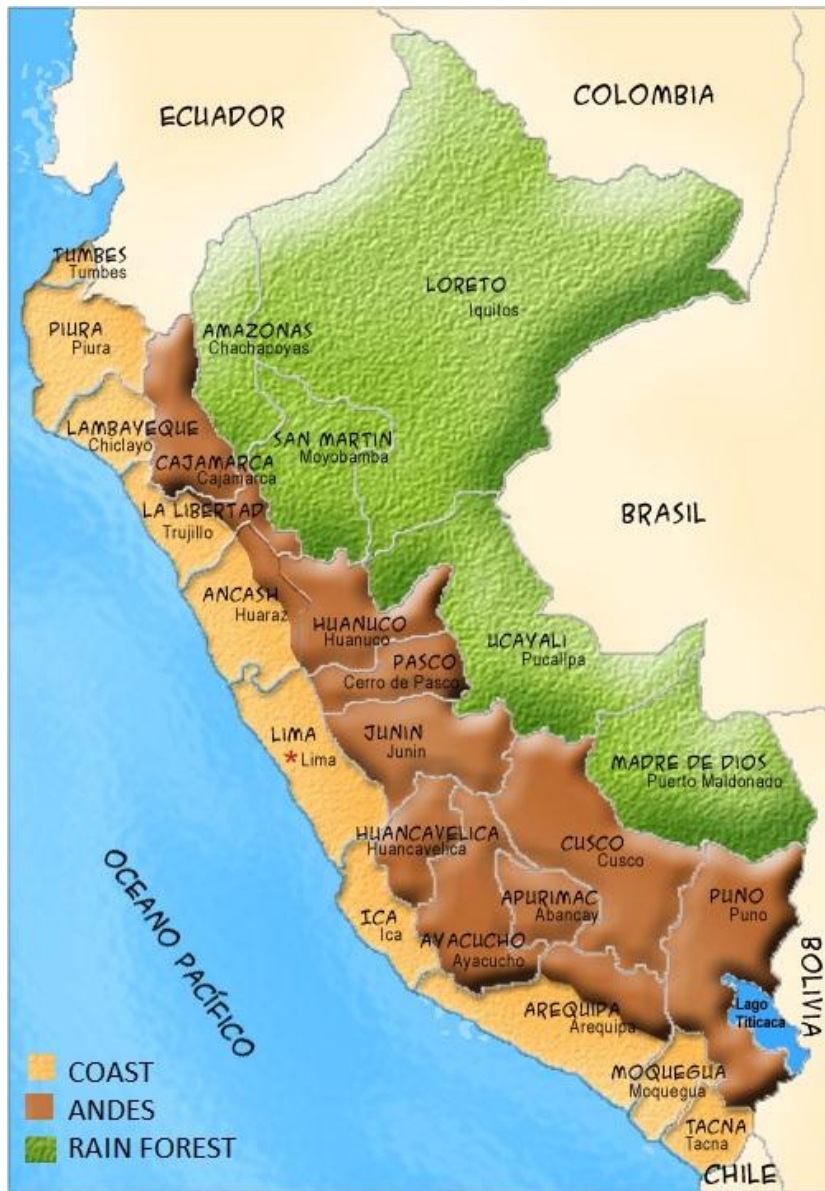 ECUADOR
COLOMBIA
TUMBES
Tumbes
LORETO
Iquitos
PIURA
Piura
AMAZONAS
Chachapoyas
LAMBAYEQUE
Chiclayo
SAN MARTIN
Moyobamba
CAJAMARCA
Cajamarca
LA LIBERTAD
Trujillo
BRASIL
ANCASH
Huaraz
HUANUCO
Huanuco
UCAYALI
Pucallpa
PASCO
Cerro de Pasco
LIMA
* Lima
JUNIN
Junin
MADRE DE DIOS
Puerto Maldonado
HUANCAVELICA
Huancavelica
CUSCO
Cusco
APURIMAC
Abancay
PUNO
Puno
ICA
Ica
AYACUCHO
Ayacucho
OCEANO PACÍFICO
BOLIVIA
AREQUIPA
Arequipa
Lago
Titicaca
MOQUEGUA
Moquegua
TACNA
Tacna
CHILE
COAST
ANDES
RAIN FOREST